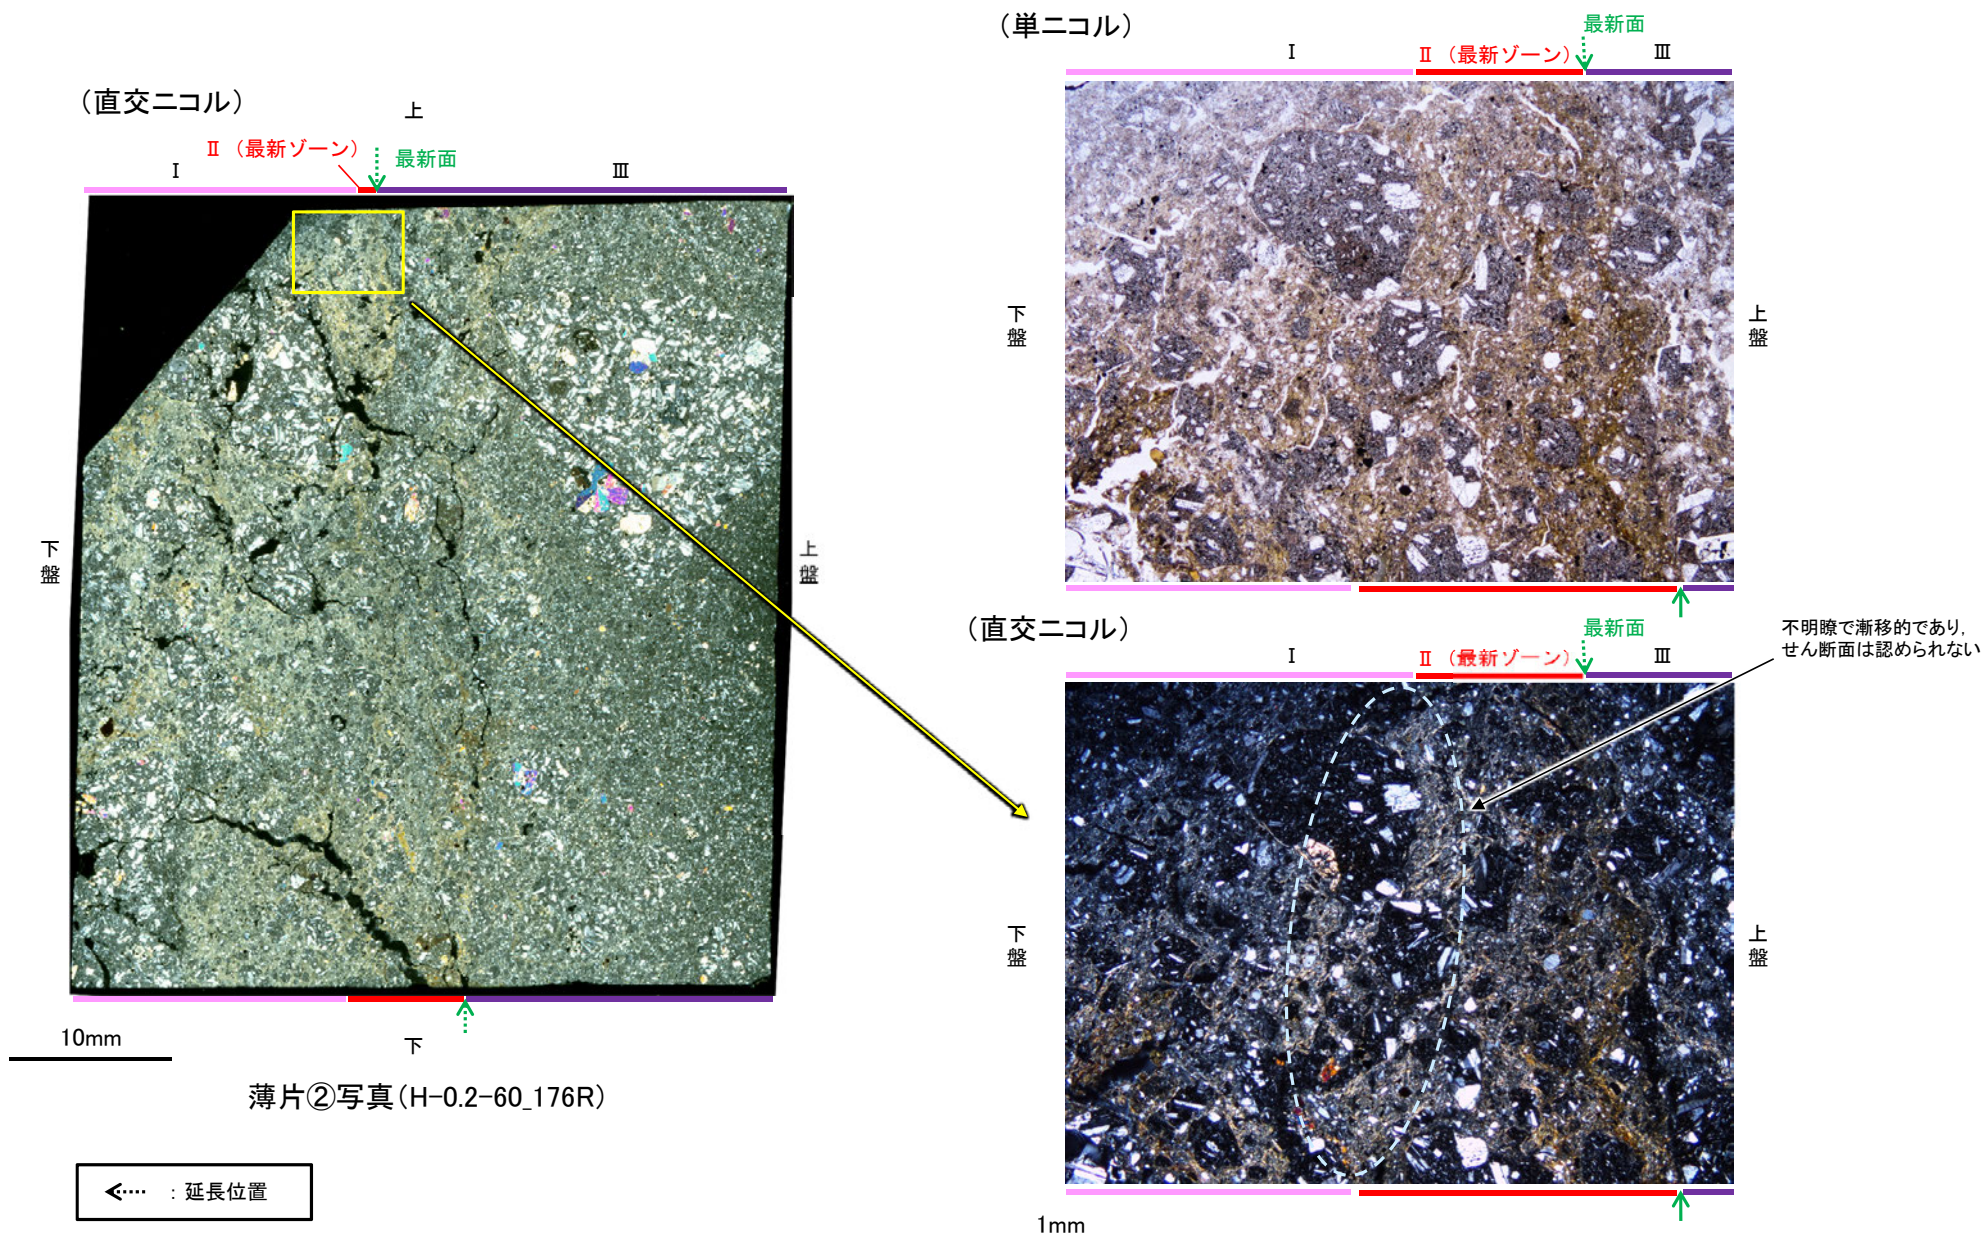 (直交ニコル)
上
Ⅱ (最新ゾーン)
最新面
Ⅰ
Ⅲ
下
盤
上
盤
10mm
下
薄片②写真(H-0.2-60_176R)
:延長位置
(単ニコル)
最新面
Ⅰ
Ⅱ (最新ゾーン)
Ⅲ
下
盤
上
盤
(直交ニコル)
最新面
Ⅰ
Ⅱ (最新ゾーン)
Ⅲ
不明瞭で漸移的であり,
せん断面は認められない
下
盤
上
盤
1mm